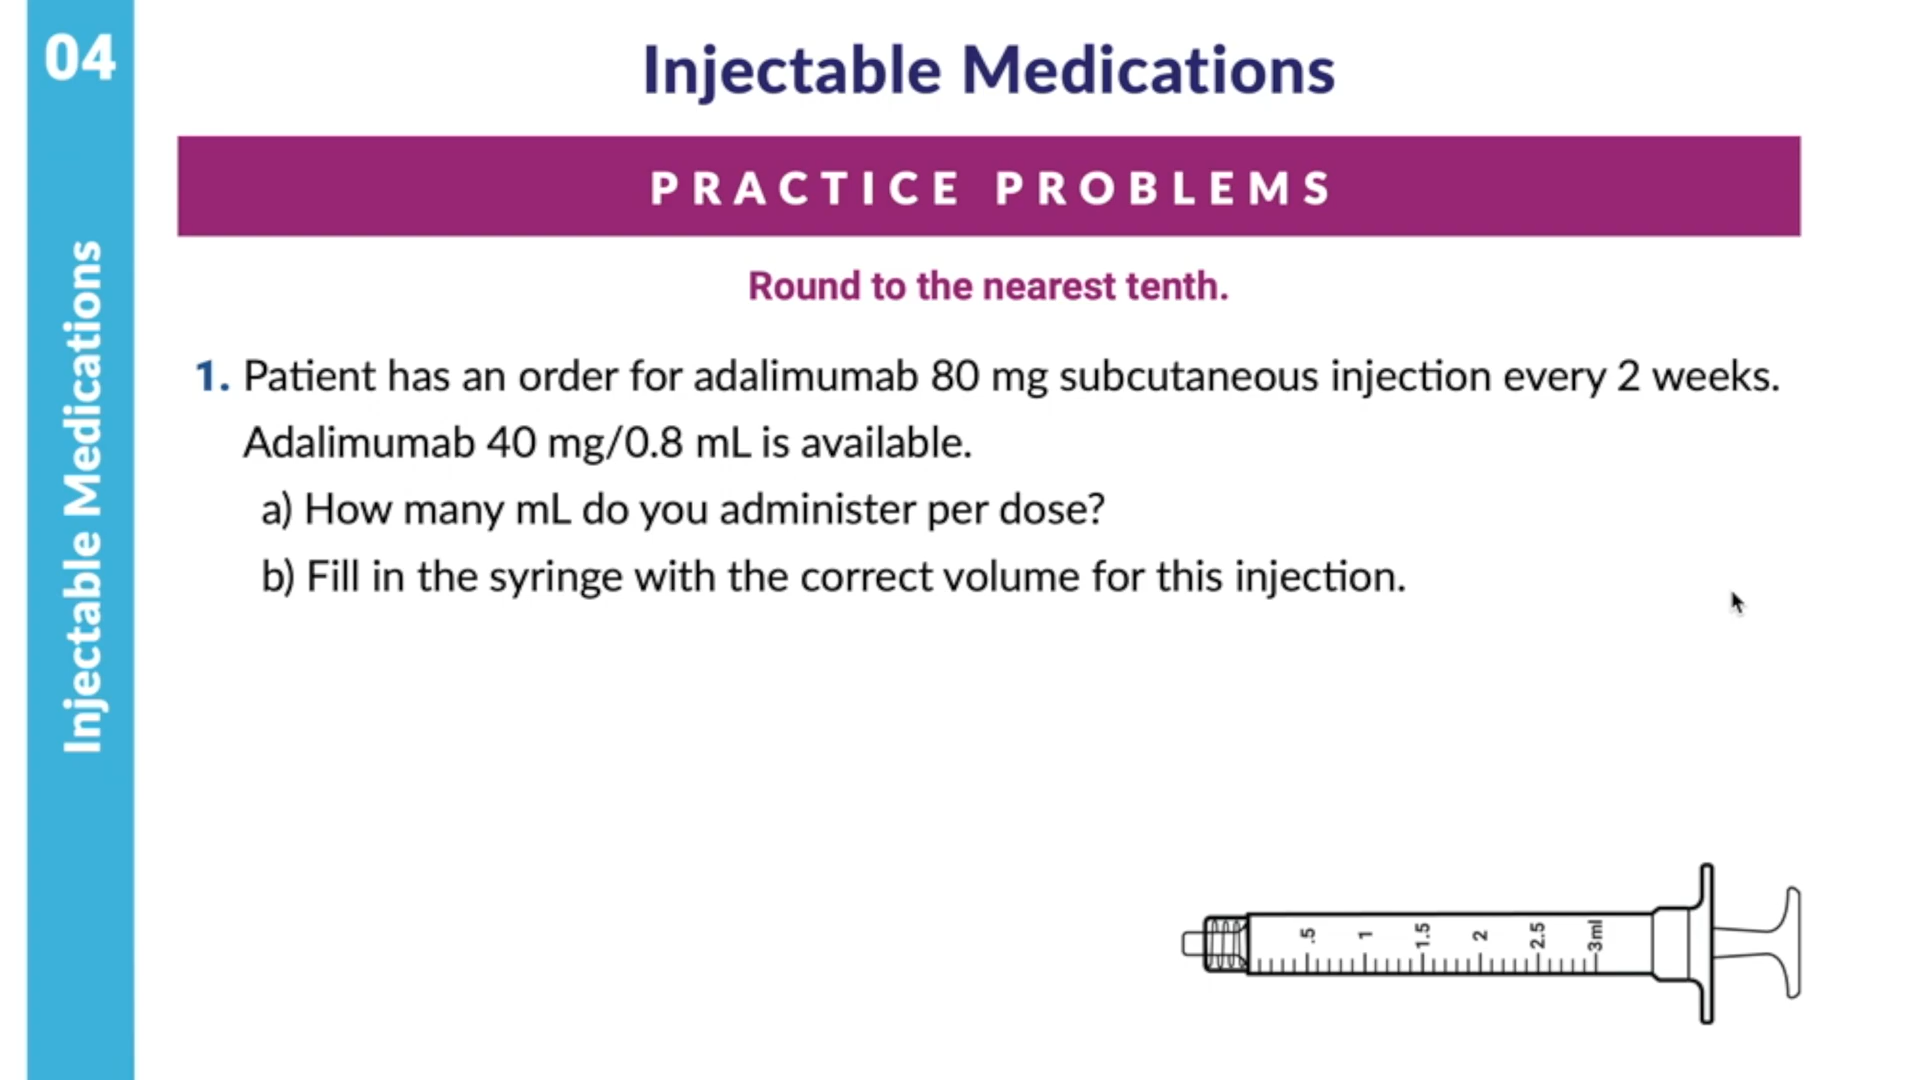 04
Injectable Medications
Injectable Medications
PRACTICE PROBLEMS
Round to the nearest tenth.
1. Patient has an order for adalimumab 80 mg subcutaneous injection every 2 weeks.
Adalimumab 40 mg/0.8 mL is available.
a) How many mL do you administer per dose?
b) Fill in the syringe with the correct volume for this injection.
.5 1 1.5 2 2.5 3ml